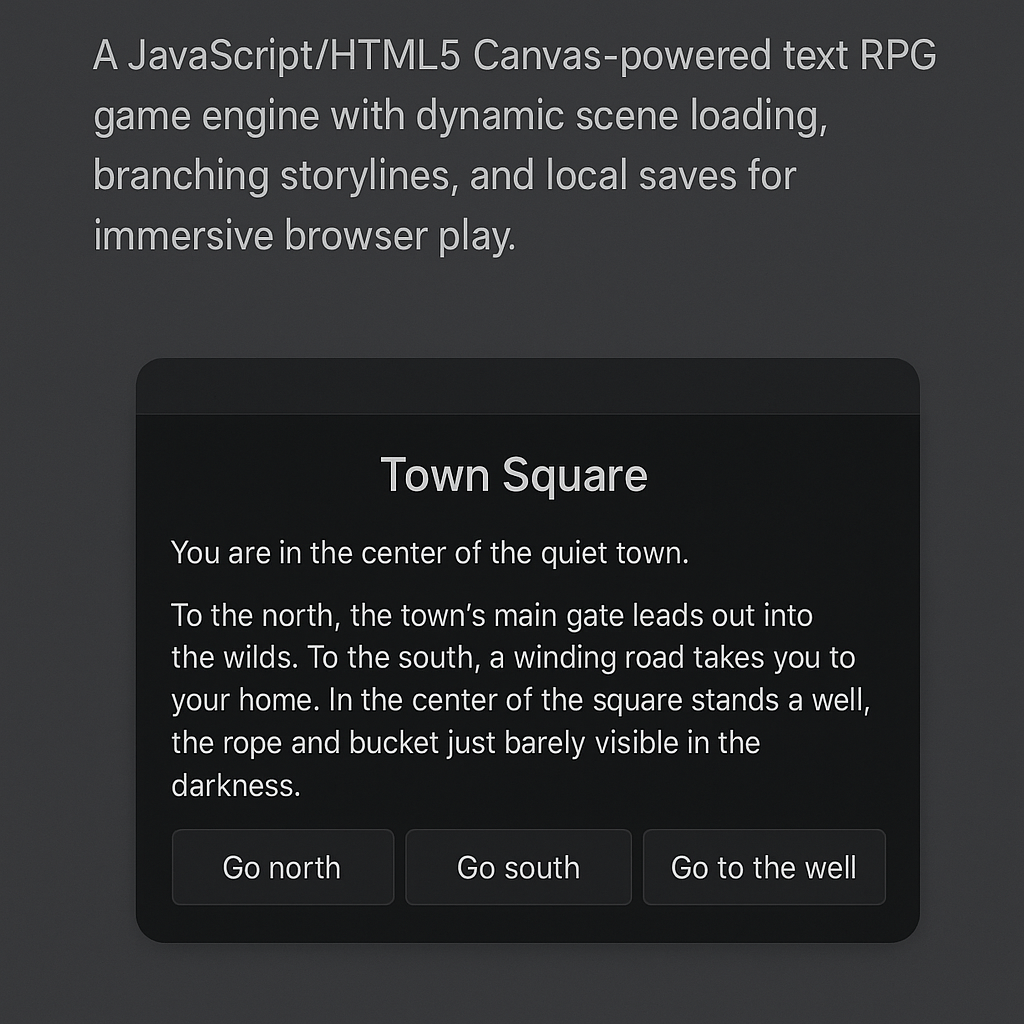 A JavaScript/HTML5 Canvas-powered text RPG
game engine with dynamic scene loading,
branching storylines, and local saves for
immersive browser play.
Town Square
You are in the center of the quiet town.
To the north, the town’s main gate leads out into
the wilds. To the south, a winding road takes you to
your home. In the center of the square stands a well,
the rope and bucket just barely visible in the
darkness.
Go north
Go south
Go to the well